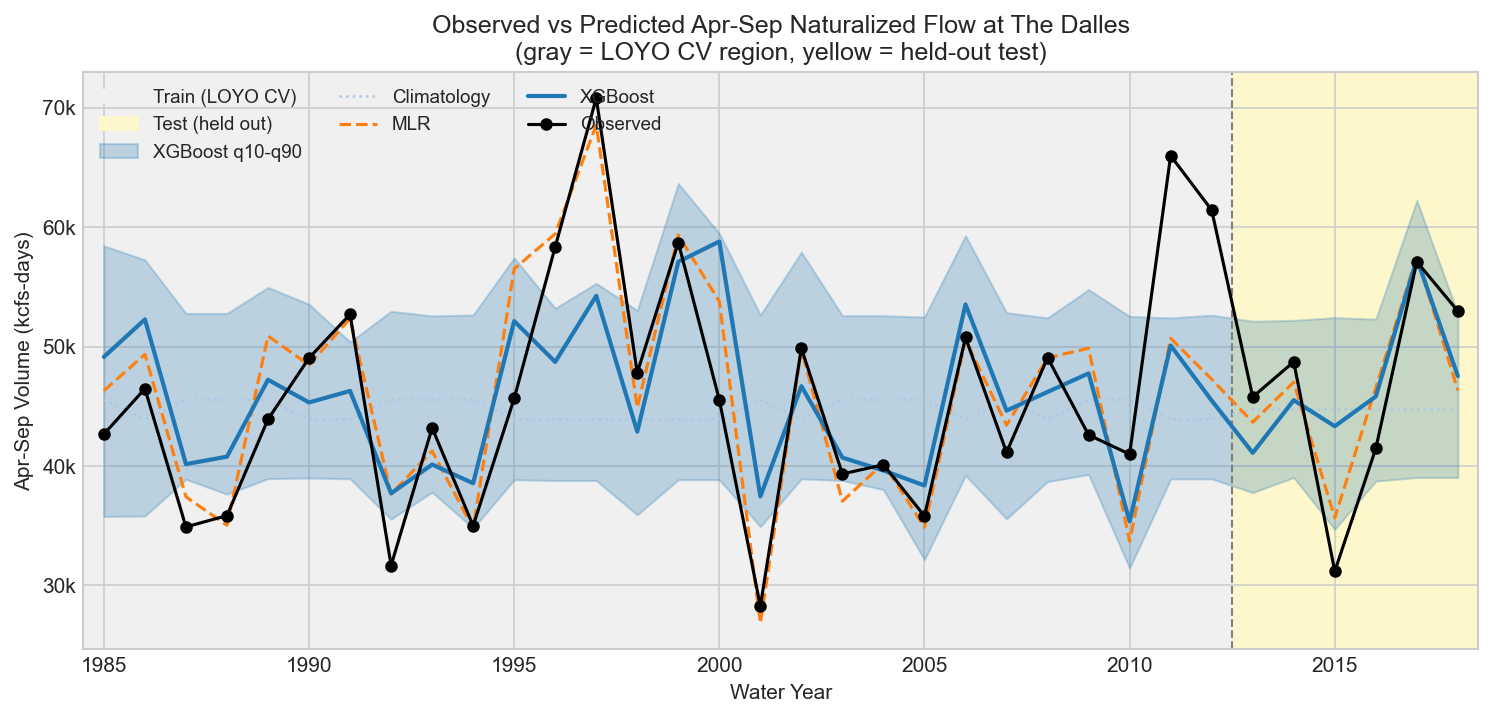 Observed vs Predicted Apr-Sep Naturalized Flow at The Dalles
(gray = LOYO CV region, yellow = held-out test)
Train (LOYO CV)
Test (held out)
XGBoost q10-q90
Climatology
MLR
XGBoost
Observed
Apr-Sep Volume (kcfs-days)
70k
60k
50k
40k
30k
1985 1990 1995 2000 2005 2010 2015
Water Year